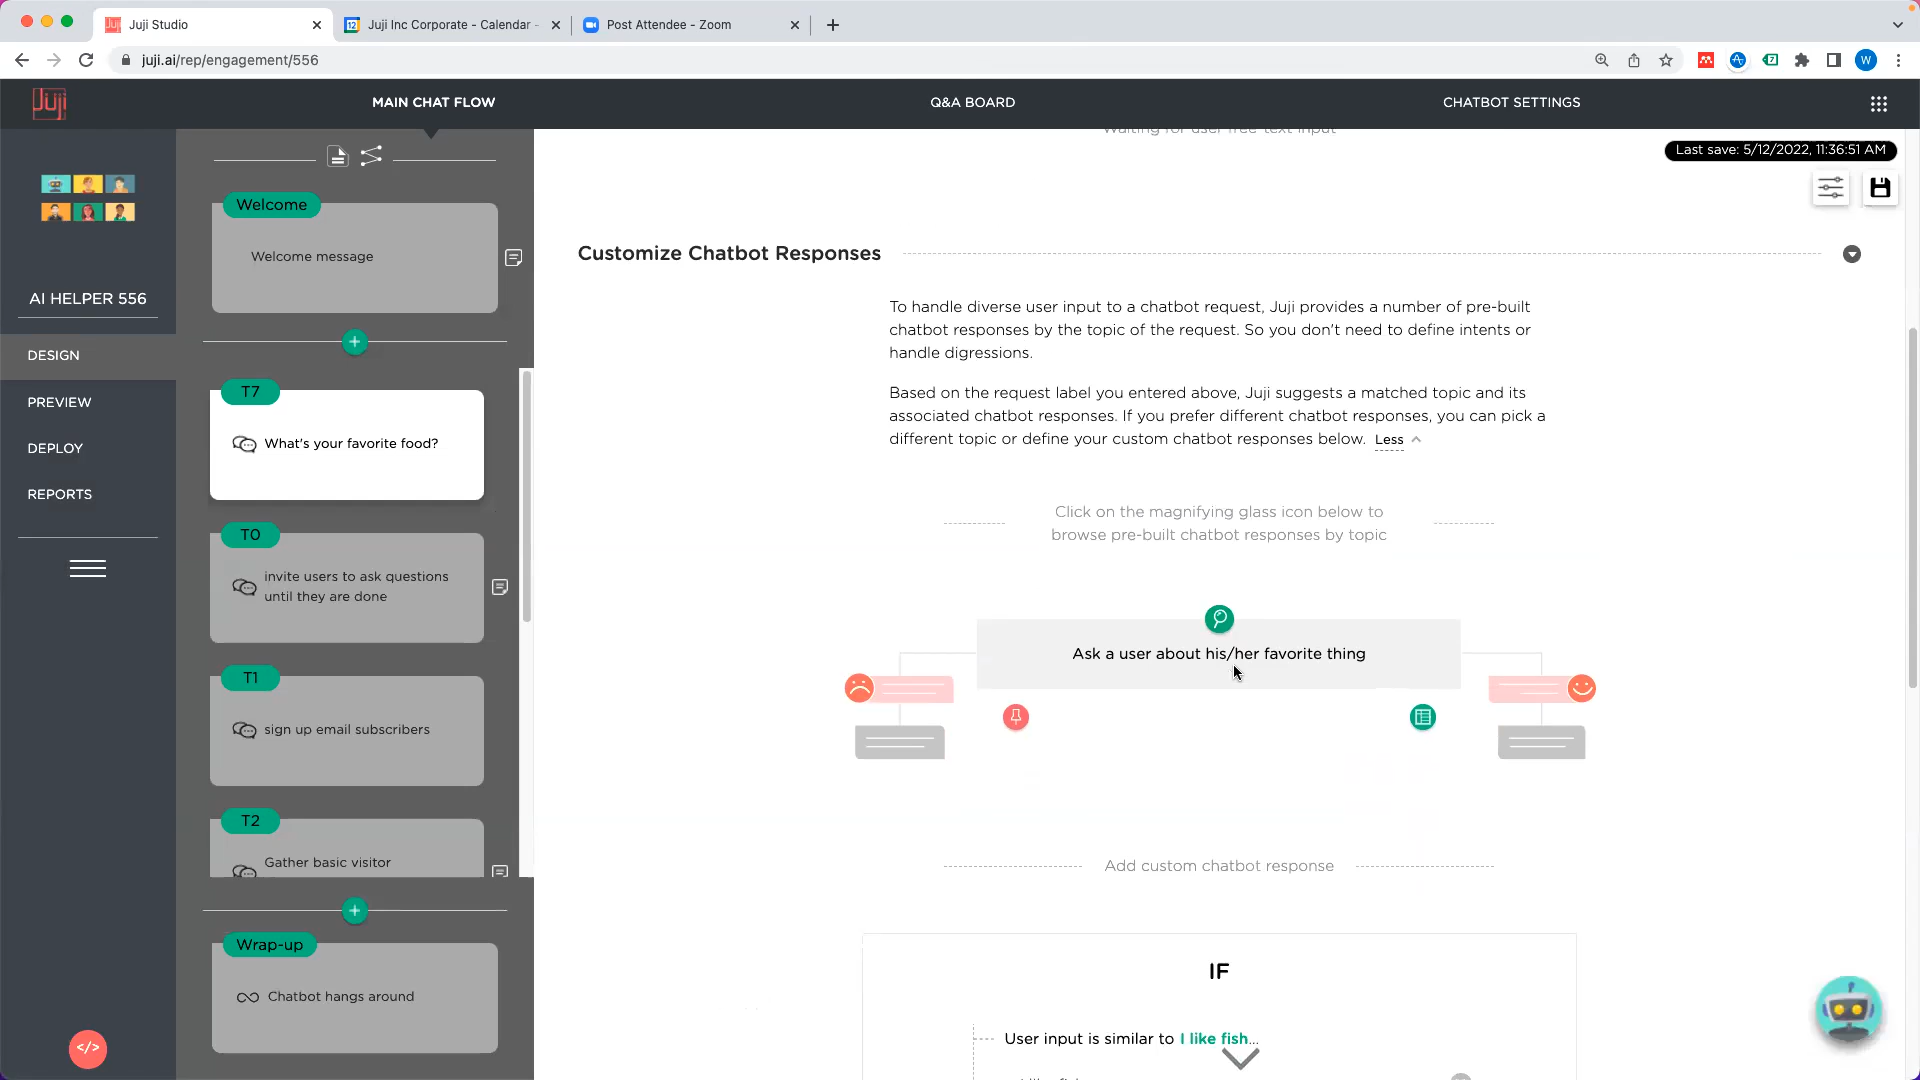 Juji Studio
Juji Inc Corporate - Calendar -
Post Attendee - Zoom
juji.ai/rep/engagement/556
W
Juji
MAIN CHAT FLOW
Q&A BOARD
CHATBOT SETTINGS
Waiting for user free-text input
Last save: 5/12/2022, 11:36:51 AM
Welcome
Welcome message
Customize Chatbot Responses
AI HELPER 556
To handle diverse user input to a chatbot request, Juji provides a number of pre-built
chatbot responses by the topic of the request. So you don't need to define intents or
handle digressions.
DESIGN
PREVIEW
DEPLOY
REPORTS
T7
What's your favorite food?
Based on the request label you entered above, Juji suggests a matched topic and its
associated chatbot responses. If you prefer different chatbot responses, you can pick a
different topic or define your custom chatbot responses below. Less
Click on the magnifying glass icon below to
browse pre-built chatbot responses by topic
T0
invite users to ask questions
until they are done
Ask a user about his/her favorite thing
T1
sign up email subscribers
T2
Gather basic visitor
Add custom chatbot response
Wrap-up
Chatbot hangs around
IF
User input is similar to I like fish...